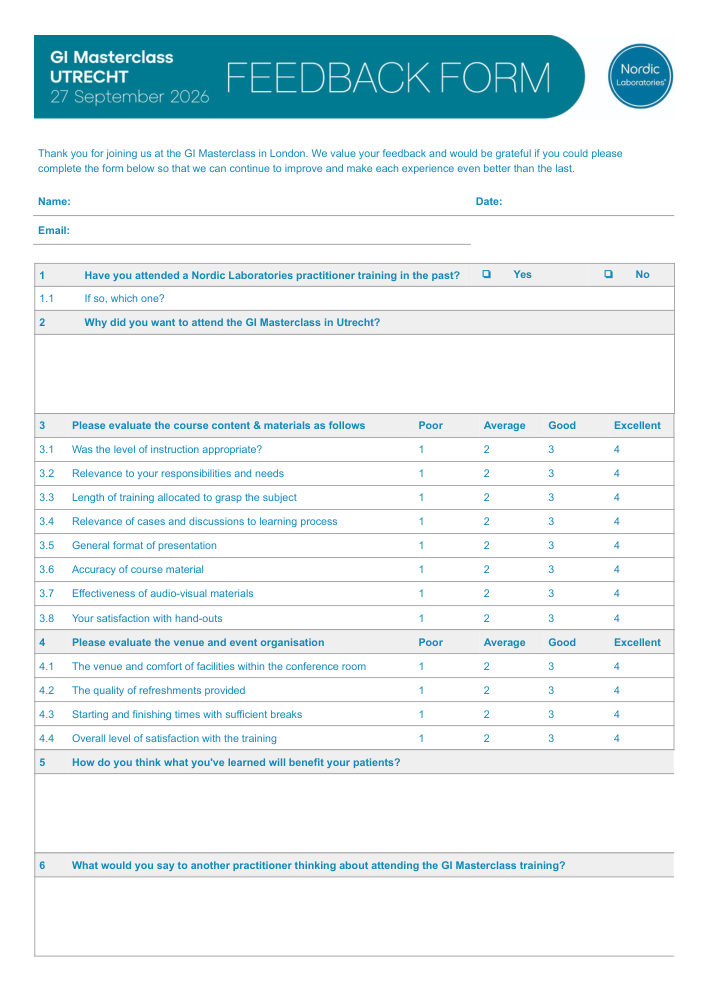 GI Masterclass
UTRECHT
27 September 2026
FEEDBACK FORM
Nordic
Laboratories®
Thank you for joining us at the GI Masterclass in London. We value your feedback and would be grateful if you could please
complete the form below so that we can continue to improve and make each experience even better than the last.
Name: Date:
Email:
1 Have you attended a Nordic Laboratories practitioner training in the past? ❑ Yes ❑ No
1.1 If so, which one?
2 Why did you want to attend the GI Masterclass in Utrecht?
3 Please evaluate the course content & materials as follows Poor Average Good Excellent
3.1 Was the level of instruction appropriate? 1 2 3 4
3.2 Relevance to your responsibilities and needs 1 2 3 4
3.3 Length of training allocated to grasp the subject 1 2 3 4
3.4 Relevance of cases and discussions to learning process 1 2 3 4
3.5 General format of presentation 1 2 3 4
3.6 Accuracy of course material 1 2 3 4
3.7 Effectiveness of audio-visual materials 1 2 3 4
3.8 Your satisfaction with hand-outs 1 2 3 4
4 Please evaluate the venue and event organisation Poor Average Good Excellent
4.1 The venue and comfort of facilities within the conference room 1 2 3 4
4.2 The quality of refreshments provided 1 2 3 4
4.3 Starting and finishing times with sufficient breaks 1 2 3 4
4.4 Overall level of satisfaction with the training 1 2 3 4
5 How do you think what you've learned will benefit your patients?
6 What would you say to another practitioner thinking about attending the GI Masterclass training?